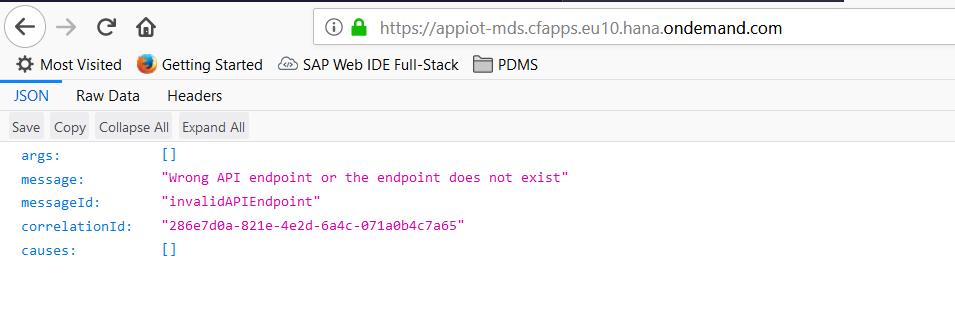 https://appiot-mds.cfapps.eu10.hana.ondemand.com
Most Visited Getting Started SAP Web IDE Full-Stack PDMS
JSON Raw Data Headers
Save Copy Collapse All Expand All
args: []
message: "Wrong API endpoint or the endpoint does not exist"
messageId: "invalidAPIEndpoint"
correlationId: "286e7d0a-821e-4e2d-6a4c-071a0b4c7a65"
causes: []